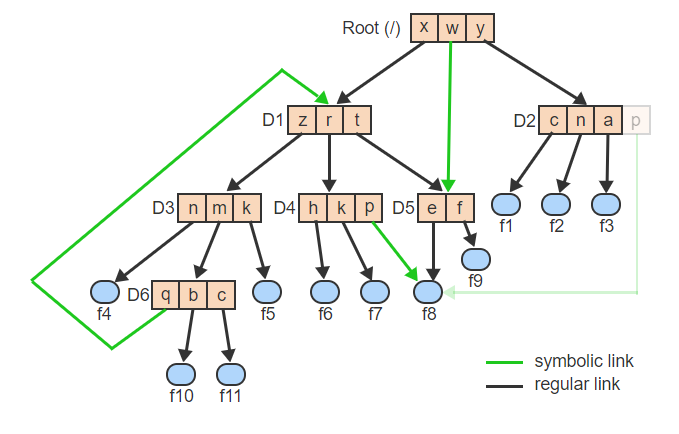 Root (/) x w y
D1 z r t
D2 c n a p
D3 n m k
D4 h k p
D5 e f
f1 f2 f3
f9
f4
D6 q b c
f5 f6 f7 f8
f10 f11
symbolic link
regular link